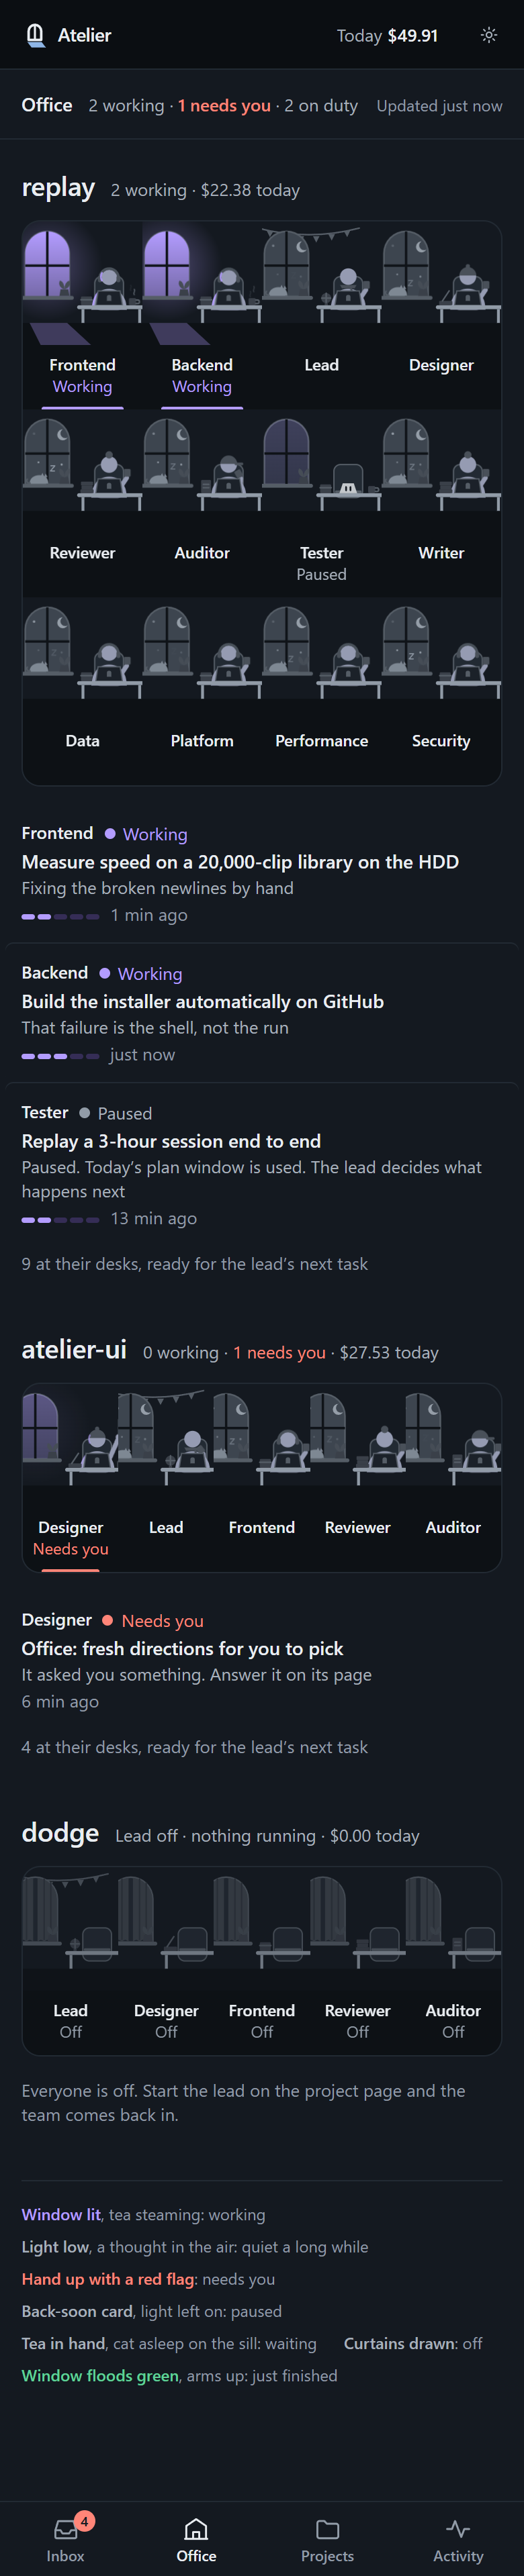 Atelier
Today $49.91
Office 2 working · 1 needs you · 2 on duty Updated just now
replay 2 working · $22.38 today
Frontend Backend Lead Designer
Working Working
Reviewer Auditor Tester Writer
Paused
Data Platform Performance Security
Frontend Working
Measure speed on a 20,000-clip library on the HDD
Fixing the broken newlines by hand
1 min ago
Backend Working
Build the installer automatically on GitHub
That failure is the shell, not the run
just now
Tester Paused
Replay a 3-hour session end to end
Paused. Today’s plan window is used. The lead decides what
happens next
13 min ago
9 at their desks, ready for the lead’s next task
atelier-ui 0 working · 1 needs you · $27.53 today
Designer Lead Frontend Reviewer Auditor
Needs you
Designer Needs you
Office: fresh directions for you to pick
It asked you something. Answer it on its page
6 min ago
4 at their desks, ready for the lead’s next task
dodge Lead off · nothing running · $0.00 today
Lead Designer Frontend Reviewer Auditor
Off Off Off Off Off
Everyone is off. Start the lead on the project page and the
team comes back in.
Window lit, tea steaming: working
Light low, a thought in the air: quiet a long while
Hand up with a red flag: needs you
Back-soon card, light left on: paused
Tea in hand, cat asleep on the sill: waiting Curtains drawn: off
Window floods green, arms up: just finished
4
Inbox Office Projects Activity